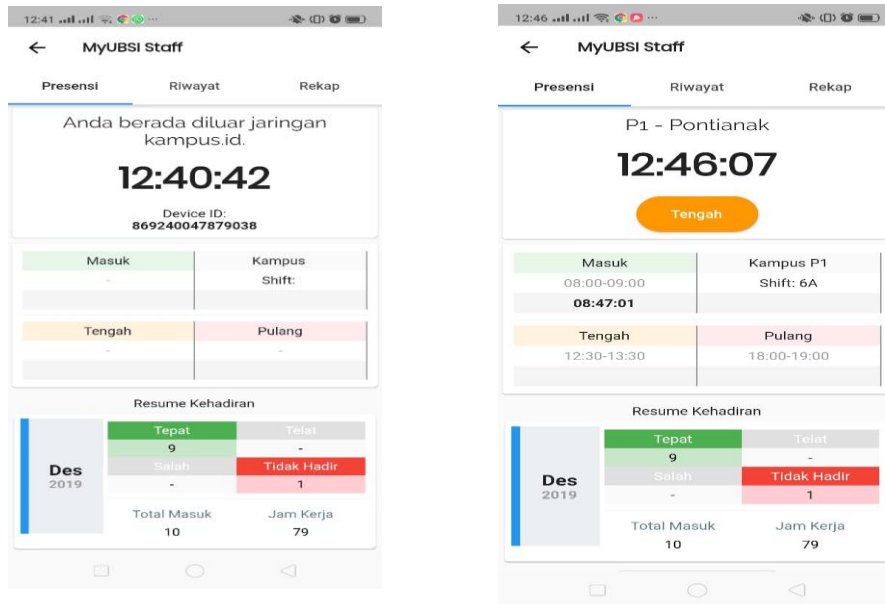 12:41
MyUBSI Staff
Presensi Riwayat Rekap
Anda berada diluar jaringan
kampus.id.
12:40:42
Device ID:
869240047879038
Masuk Kampus
- Shift:
Tengah Pulang
- -
Resume Kehadiran
Tepat Telat
9 -
Des Salah Tidak Hadir
2019 - 1
Total Masuk Jam Kerja
10 79
12:46
MyUBSI Staff
Presensi Riwayat Rekap
P1 - Pontianak
12:46:07
Tengah
Masuk Kampus P1
08:00-09:00 Shift: 6A
08:47:01
Tengah Pulang
12:30-13:30 18:00-19:00
Resume Kehadiran
Tepat Telat
9 -
Des Salah Tidak Hadir
2019 - 1
Total Masuk Jam Kerja
10 79